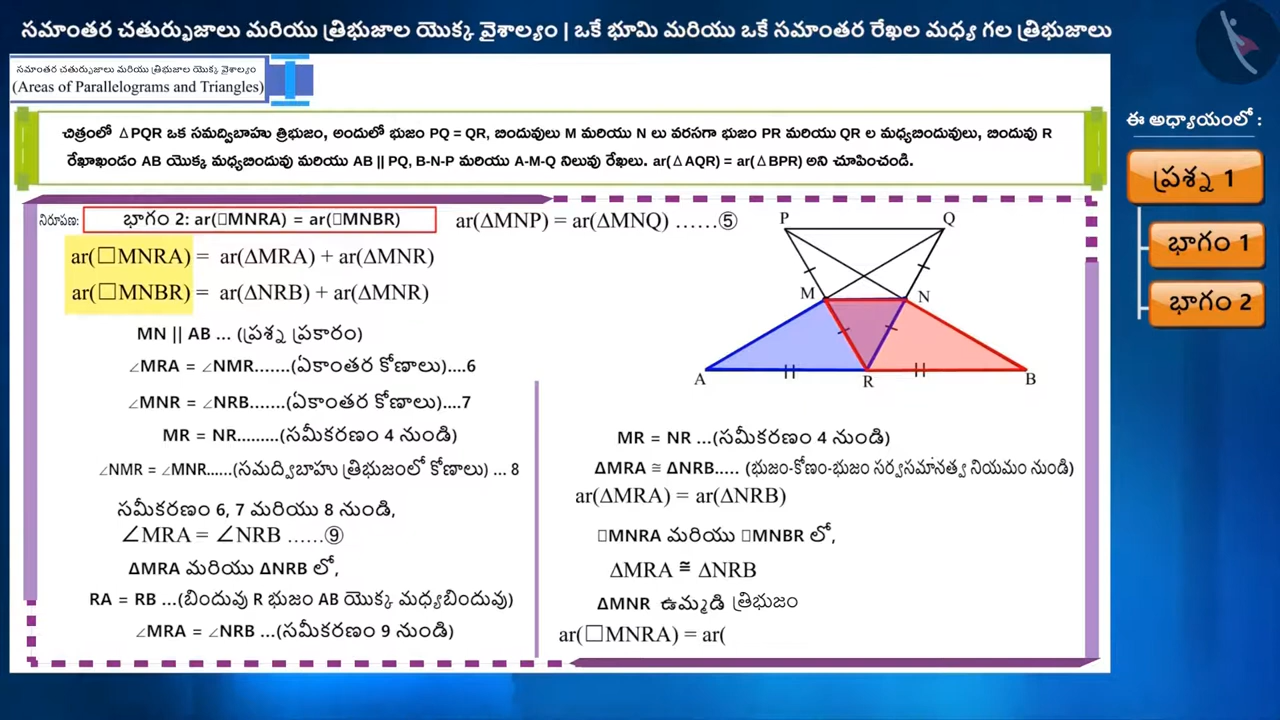 సమాంతర చతుర్భుజాలు మరియు త్రిభుజాల యొక్క వైశాల్యం | ఒకే భూమి మరియు ఒకే సమాంతర రేఖల మధ్య గల త్రిభుజాలు
సమాంతర చతుర్భుజాలు మరియు త్రిభుజాల యొక్క వైశాల్యం
(Areas of Parallelograms and Triangles)
చిత్రంలో ΔPQR ఒక సమద్విబాహు త్రిభుజం, అందులో భుజం PQ = QR, బిందువులు M మరియు N లు వరసగా భుజం PR మరియు QR ల మధ్యబిందువులు, బిందువు R
రేఖాఖండం AB యొక్క మధ్యబిందువు మరియు AB || PQ, B-N-P మరియు A-M-Q నిలువు రేఖలు. ar(ΔAQR) = ar(ΔBPR) అని చూపించండి.
నిరూపణ: భాగం 2: ar(▯MNRA) = ar(▯MNBR) ar(ΔMNP) = ar(ΔMNQ) ……⑤
ar(□MNRA) = ar(ΔMRA) + ar(ΔMNR)
ar(□MNBR) = ar(ΔNRB) + ar(ΔMNR)
MN || AB ... (ప్రశ్న ప్రకారం)
∠MRA = ∠NMR.......(ఏకాంతర కోణాలు)....6
∠MNR = ∠NRB.......(ఏకాంతర కోణాలు)....7
MR = NR.........(సమీకరణం 4 నుండి)
∠NMR = ∠MNR......(సమద్విబాహు త్రిభుజంలో కోణాలు) ... 8
సమీకరణం 6, 7 మరియు 8 నుండి,
∠MRA = ∠NRB ……⑨
ΔMRA మరియు ΔNRB లో,
RA = RB ...(బిందువు R భుజం AB యొక్క మధ్యబిందువు)
∠MRA = ∠NRB ...(సమీకరణం 9 నుండి)
P
Q
M
N
A
R
B
MR = NR ...(సమీకరణం 4 నుండి)
ΔMRA ≅ ΔNRB..... (భుజం-కోణం-భుజం సర్వసమానత్వ నియమం నుండి)
ar(ΔMRA) = ar(ΔNRB)
▯MNRA మరియు ▯MNBR లో,
ΔMRA ≅ ΔNRB
ΔMNR ఉమ్మడి త్రిభుజం
ar(□MNRA) = ar(
ఈ అధ్యాయంలో :
ప్రశ్న 1
భాగం 1
భాగం 2